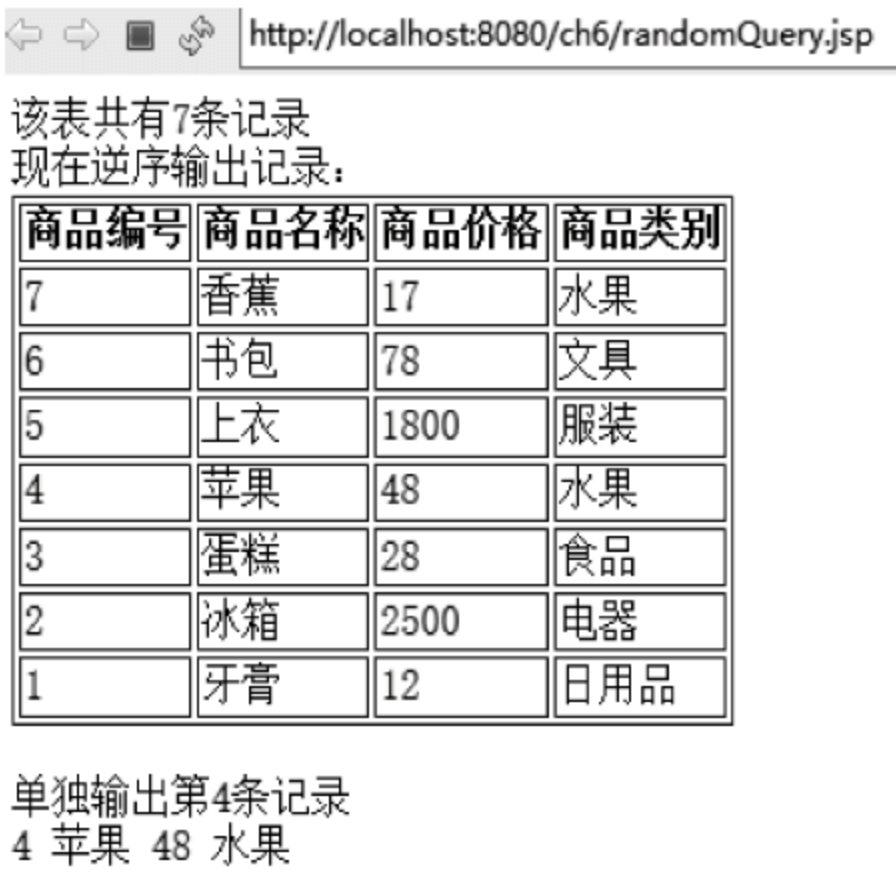 http://localhost:8080/ch6/randomQuery.jsp
该表共有7条记录
现在逆序输出记录:
商品编号 商品名称 商品价格 商品类别
7 香蕉 17 水果
6 书包 78 文具
5 上衣 1800 服装
4 苹果 48 水果
3 蛋糕 28 食品
2 冰箱 2500 电器
1 牙膏 12 日用品
单独输出第4条记录
4 苹果 48 水果